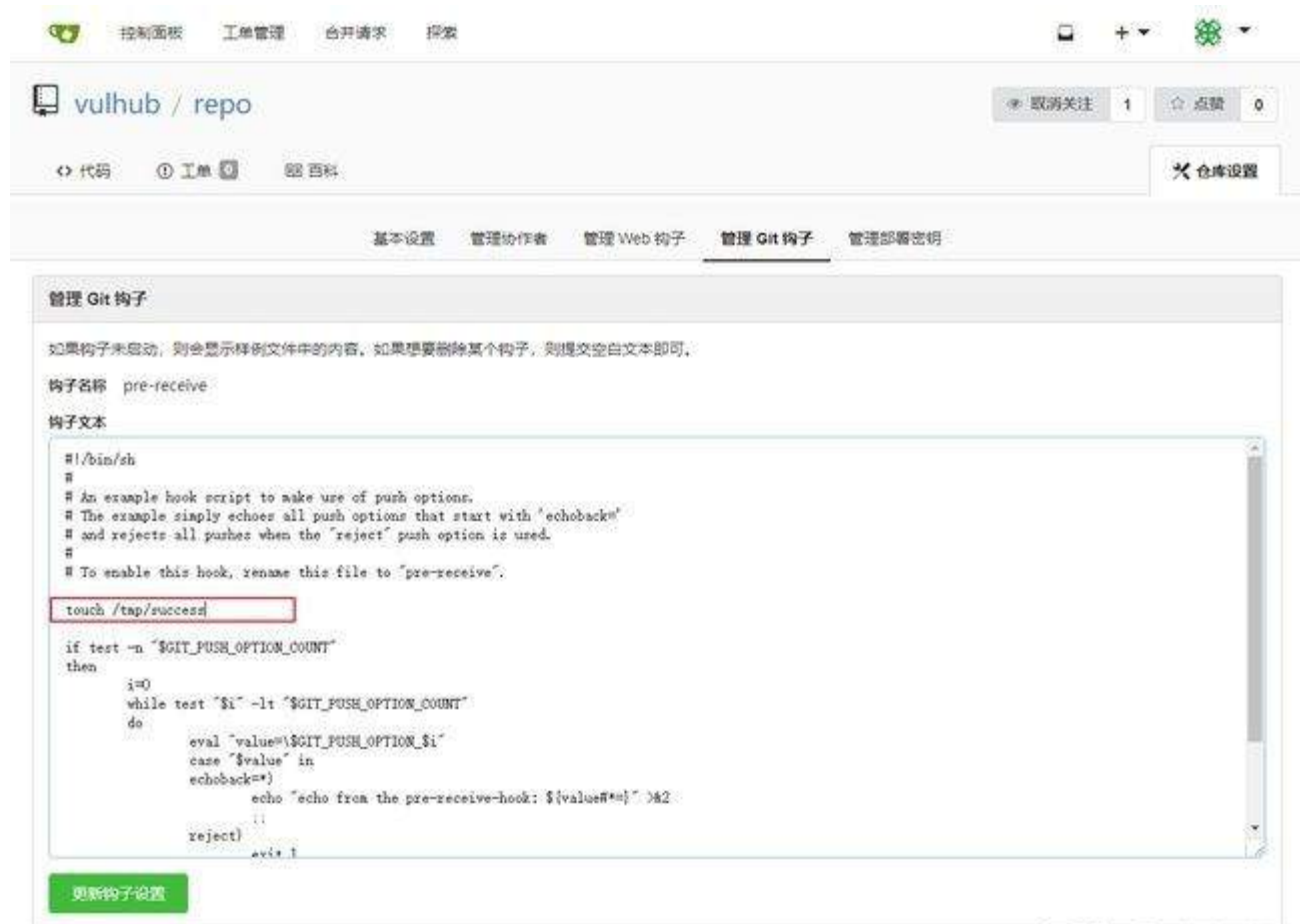 控制面板 工单管理 合并请求 探索
vulhub / repo
取消关注 1 点赞 0
代码 工单 0 百科 仓库设置
基本设置 管理协作者 管理 Web 钩子 管理 Git 钩子 管理部署密钥
管理 Git 钩子
如果钩子未启动，则会显示样例文件中的内容。如果想要删除某个钩子，则提交空白文本即可。
钩子名称 pre-receive
钩子文本
#!/bin/sh
#
# An example hook script to make use of push options.
# The example simply echoes all push options that start with 'echoback='
# and rejects all pushes when the "reject" push option is used.
#
# To enable this hook, rename this file to "pre-receive".
touch /tmp/success
if test -n "$GIT_PUSH_OPTION_COUNT"
then
i=0
while test "$i" -lt "$GIT_PUSH_OPTION_COUNT"
do
eval "value=\$GIT_PUSH_OPTION_$i"
case "$value" in
echoback=*)
echo "echo from the pre-receive-hook: ${value#*=}" >&2
;;
reject)
exit 1
更新钩子设置